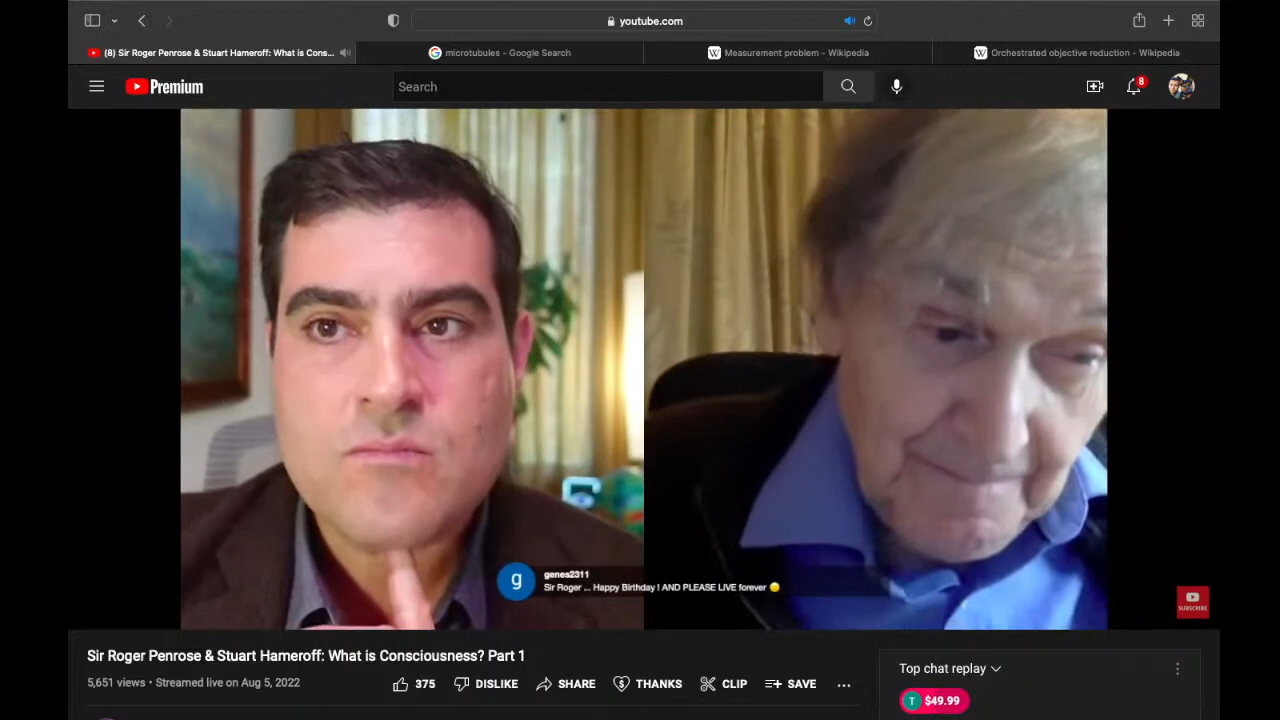 youtube.com
(8) Sir Roger Penrose & Stuart Hameroff: What is Cons...
microtubules - Google Search
Measurement problem - Wikipedia
Orchestrated objective reduction - Wikipedia
Premium
Search
8
g
genes2311
Sir Roger ... Happy Birthday ! AND PLEASE LIVE forever
SUBSCRIBE
Sir Roger Penrose & Stuart Hameroff: What is Consciousness? Part 1
5,651 views • Streamed live on Aug 5, 2022
375 DISLIKE SHARE THANKS CLIP SAVE ...
Top chat replay
T $49.99